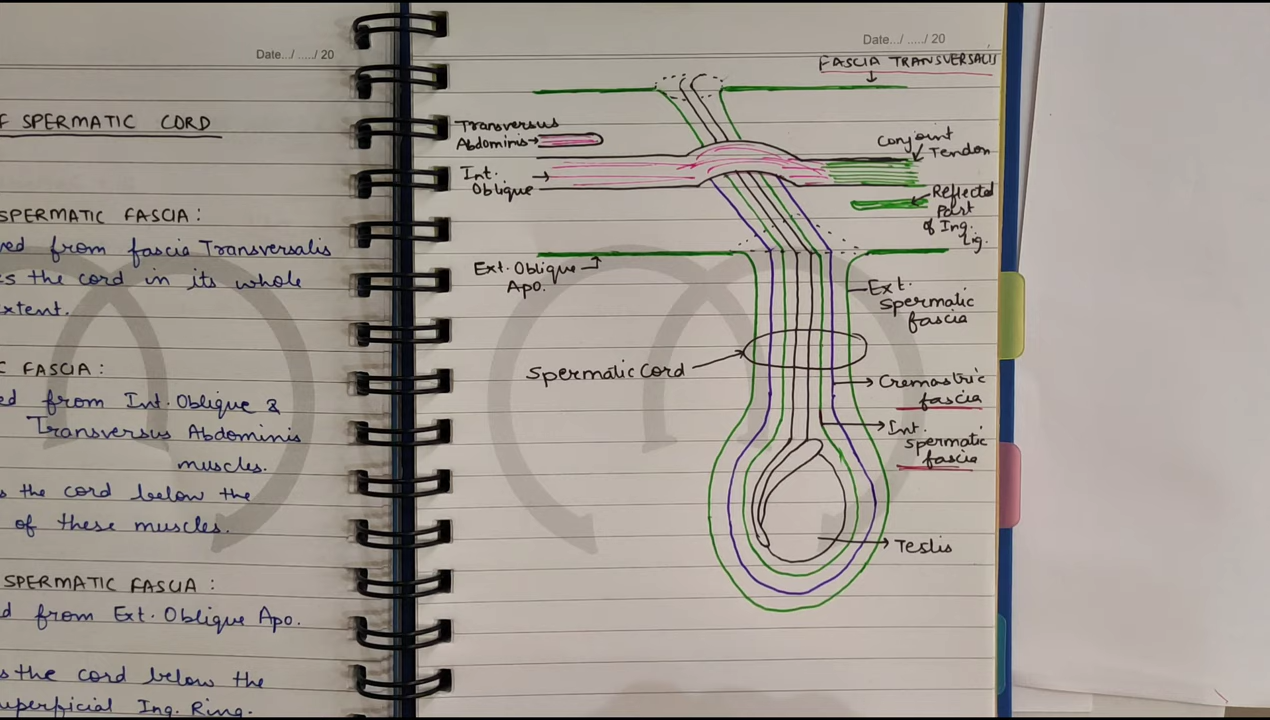 Date.../ ...../ 20
F SPERMATIC CORD
SPERMATIC FASCIA:
ved from fascia Transversalis
s the cord in its whole
xtent.
C FASCIA:
ed from Int. Oblique &
Transversus Abdominis
muscles.
s the cord below the
of these muscles.
SPERMATIC FASCIA:
d from Ext. Oblique Apo.
s the cord below the
uperficial Ing. Ring.
Date.../ ...../ 20
FASCIA TRANSVERSALIS
Transversus
Abdominis
Conjoint
Tendon
Int.
Oblique
Reflected
Part
of Ing.
Lig.
Ext. Oblique
Apo.
Ext.
Spermatic
fascia
Spermatic Cord
Cremastric
fascia
Int.
Spermatic
fascia
Testis